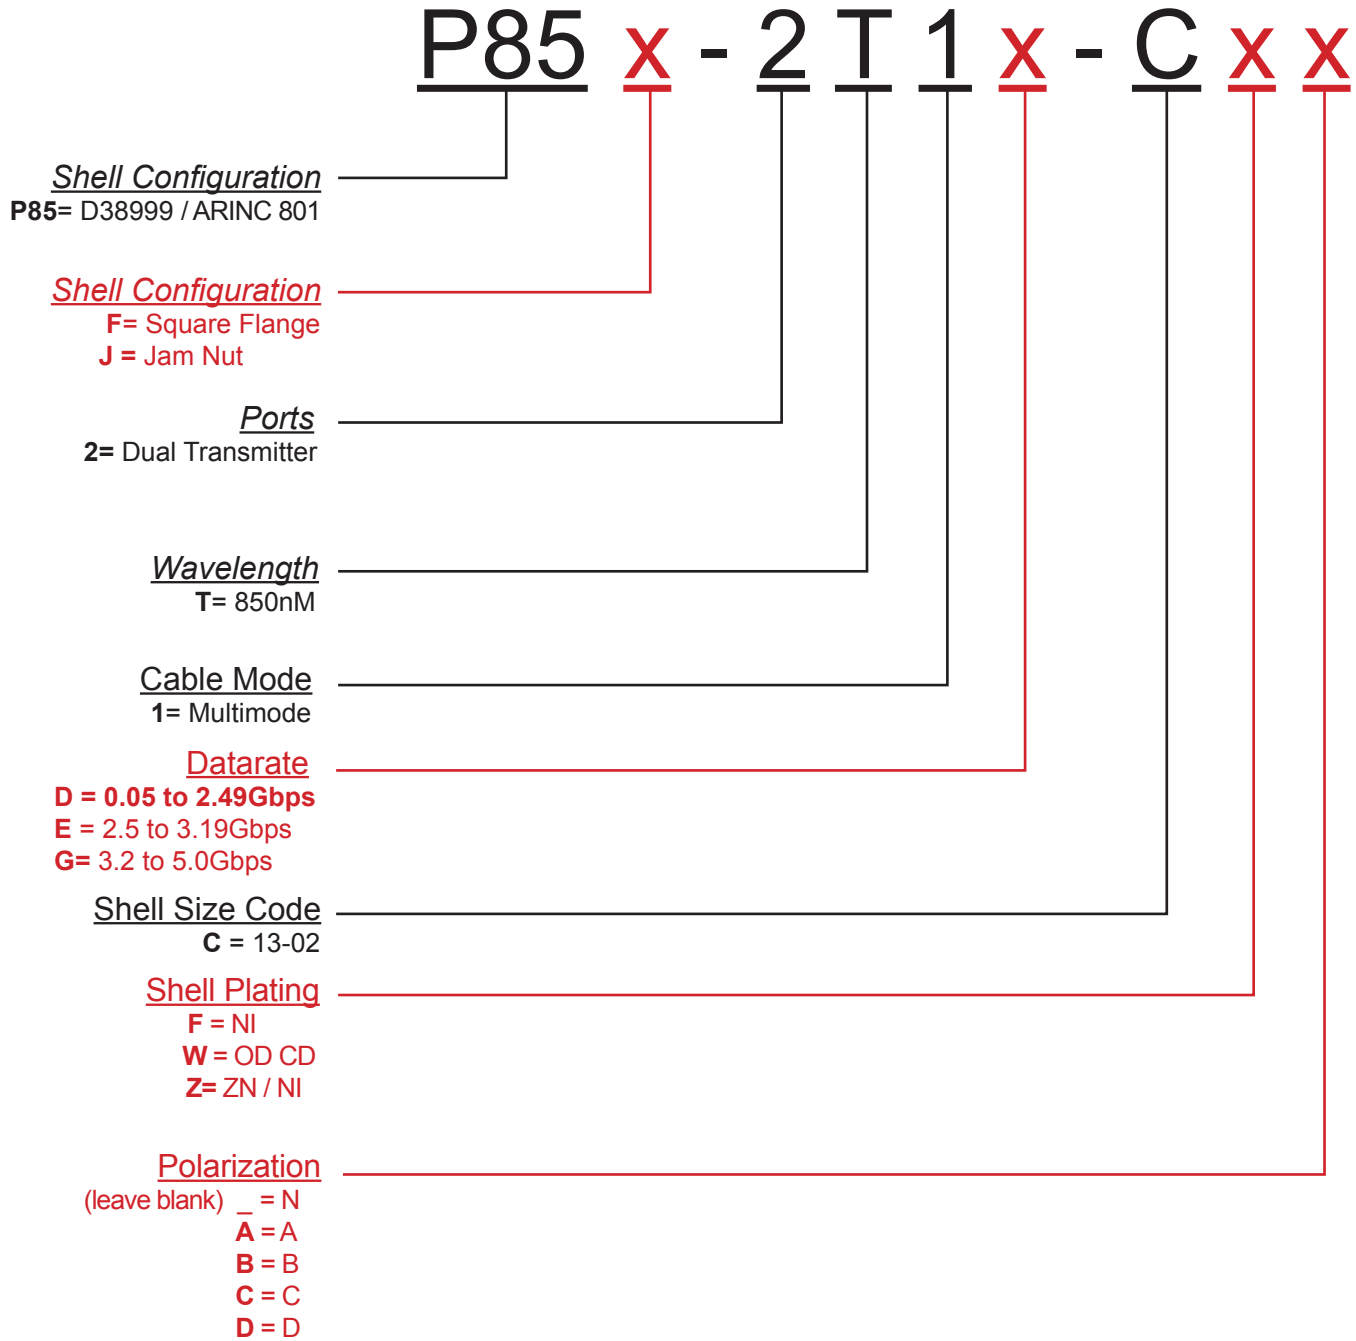 P85 x - 2 T 1 x - C x x
Shell Configuration
P85= D38999 / ARINC 801
Shell Configuration
F= Square Flange
J = Jam Nut
Ports
2= Dual Transmitter
Wavelength
T= 850nM
Cable Mode
1= Multimode
Datarate
D = 0.05 to 2.49Gbps
E = 2.5 to 3.19Gbps
G= 3.2 to 5.0Gbps
Shell Size Code
C = 13-02
Shell Plating
F = NI
W = OD CD
Z= ZN / NI
Polarization
(leave blank) _ = N
A = A
B = B
C = C
D = D